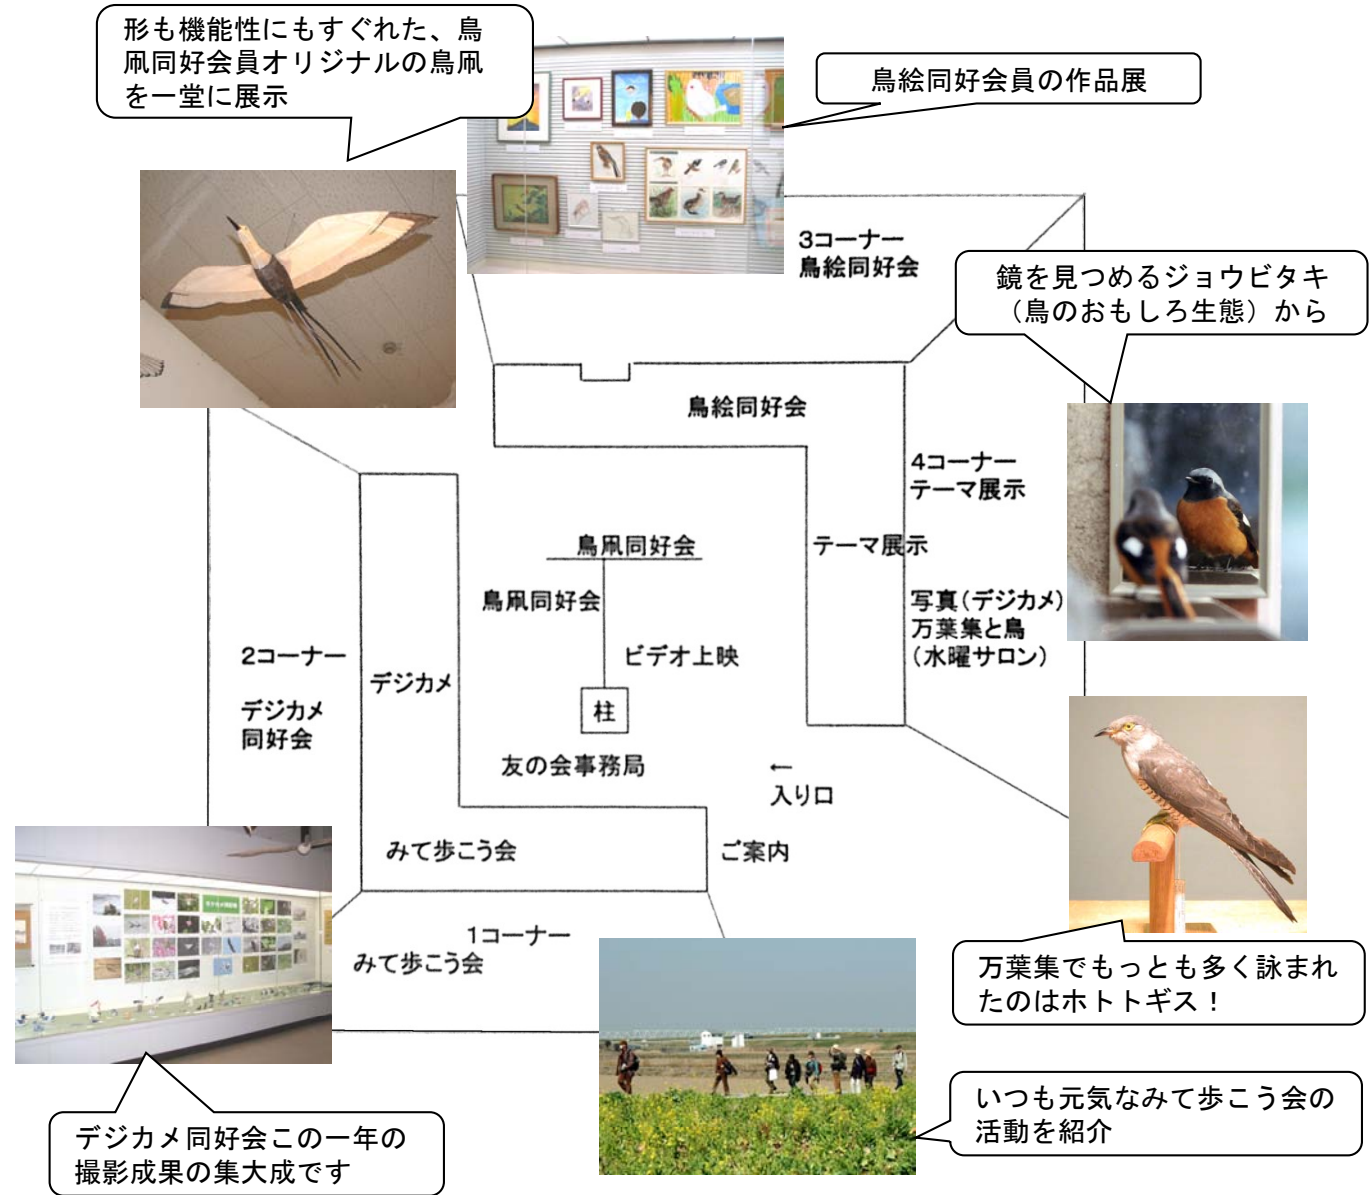 形も機能性にもすぐれた、鳥
凧同好会員オリジナルの鳥凧
を一堂に展示
鳥絵同好会員の作品展
3コーナー
鳥絵同好会
鏡を見つめるジョウビタキ
（鳥のおもしろ生態）から
鳥絵同好会
4コーナー
テーマ展示
鳥凧同好会
テーマ展示
鳥凧同好会
写真（デジカメ）
万葉集と鳥
（水曜サロン）
2コーナー
デジカメ
同好会
デジカメ
ビデオ上映
柱
友の会事務局
←
入り口
みて歩こう会
ご案内
1コーナー
みて歩こう会
万葉集でもっとも多く詠まれ
たのはホトトギス！
いつも元気なみて歩こう会の
活動を紹介
デジカメ同好会この一年の
撮影成果の集大成です